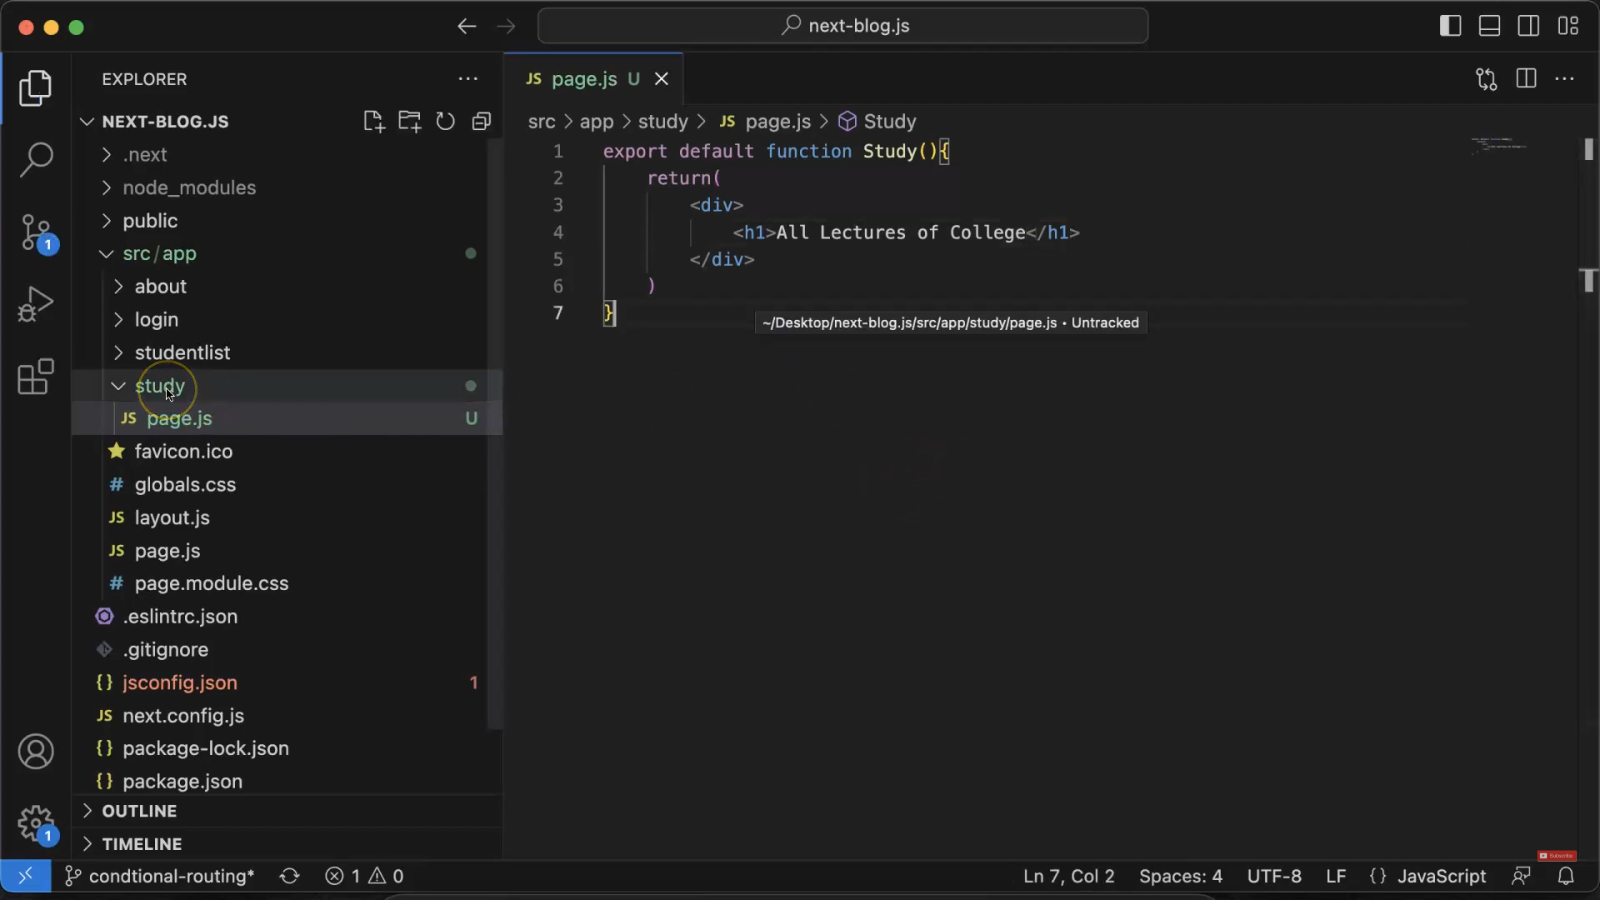 next-blog.js
EXPLORER
NEXT-BLOG.JS
.next
node_modules
public
src/app
about
login
studentlist
study
JS page.js U
favicon.ico
# globals.css
JS layout.js
JS page.js
# page.module.css
.eslintrc.json
.gitignore
{} jsconfig.json 1
JS next.config.js
{} package-lock.json
{} package.json
OUTLINE
TIMELINE
1
1
JS page.js U
src > app > study > JS page.js > Study
1 export default function Study(){
2 return(
3 <div>
4 <h1>All Lectures of College</h1>
5 </div>
6 )
7 }
~/Desktop/next-blog.js/src/app/study/page.js • Untracked
Subscribe
condtional-routing* 1 0 Ln 7, Col 2 Spaces: 4 UTF-8 LF {} JavaScript